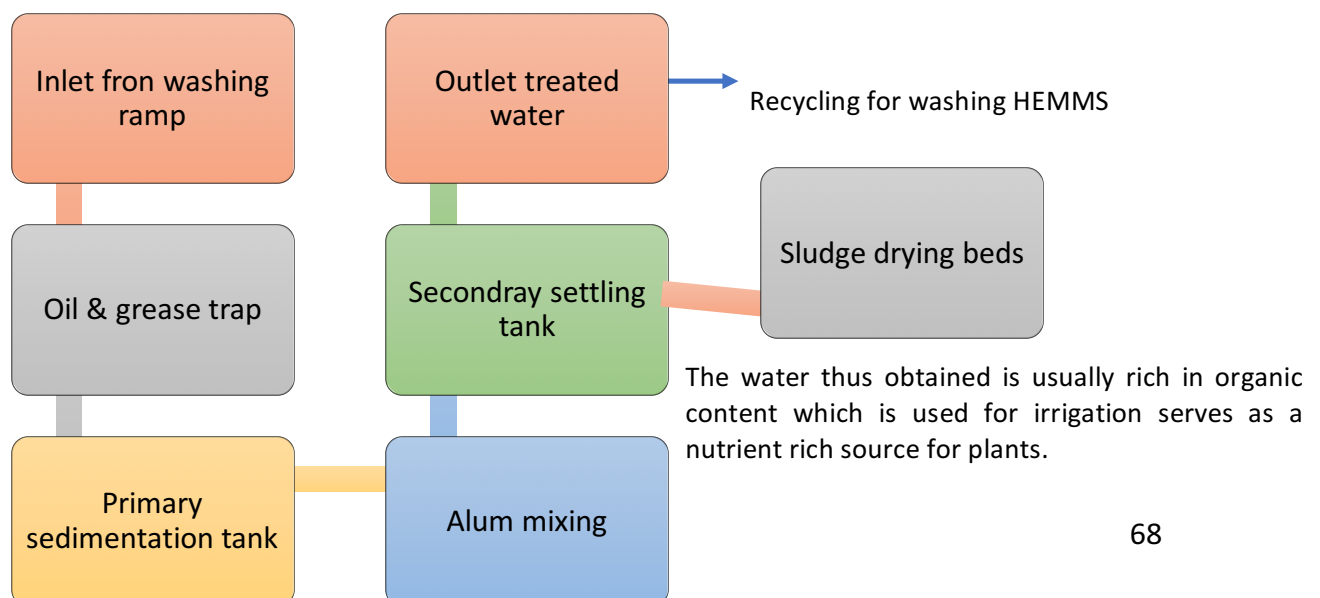 Inlet fron washing
ramp
Oil & grease trap
Primary
sedimentation tank
Alum mixing
Secondray settling
tank
Outlet treated
water
Recycling for washing HEMMS
Sludge drying beds
The water thus obtained is usually rich in organic
content which is used for irrigation serves as a
nutrient rich source for plants.
68